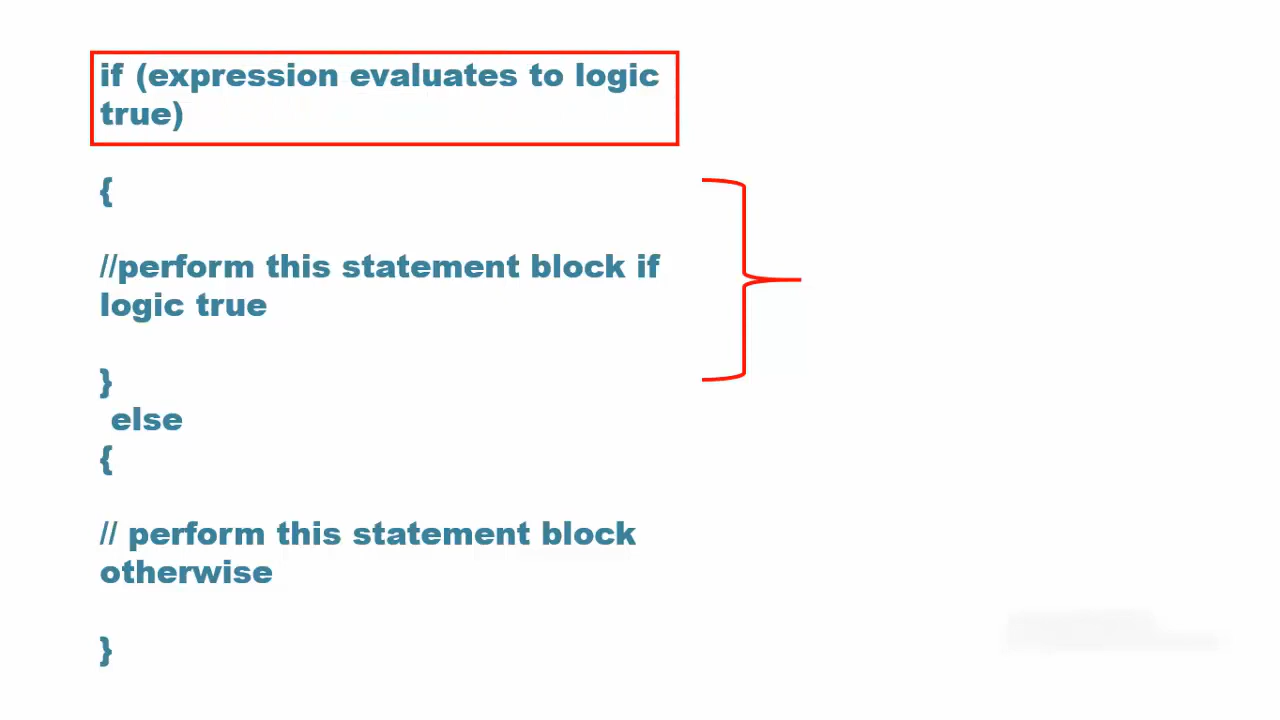 if (expression evaluates to logic
true)
{
//perform this statement block if
logic true
}
else
{
// perform this statement block
otherwise
}